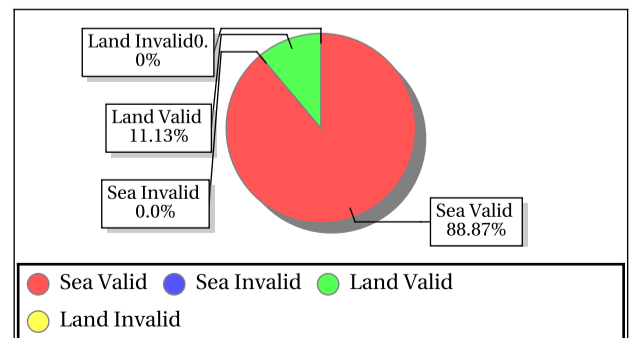 Land Invalid0.
0%
Land Valid
11.13%
Sea Invalid
0.0%
Sea Valid
88.87%
Sea Valid Sea Invalid Land Valid
Land Invalid